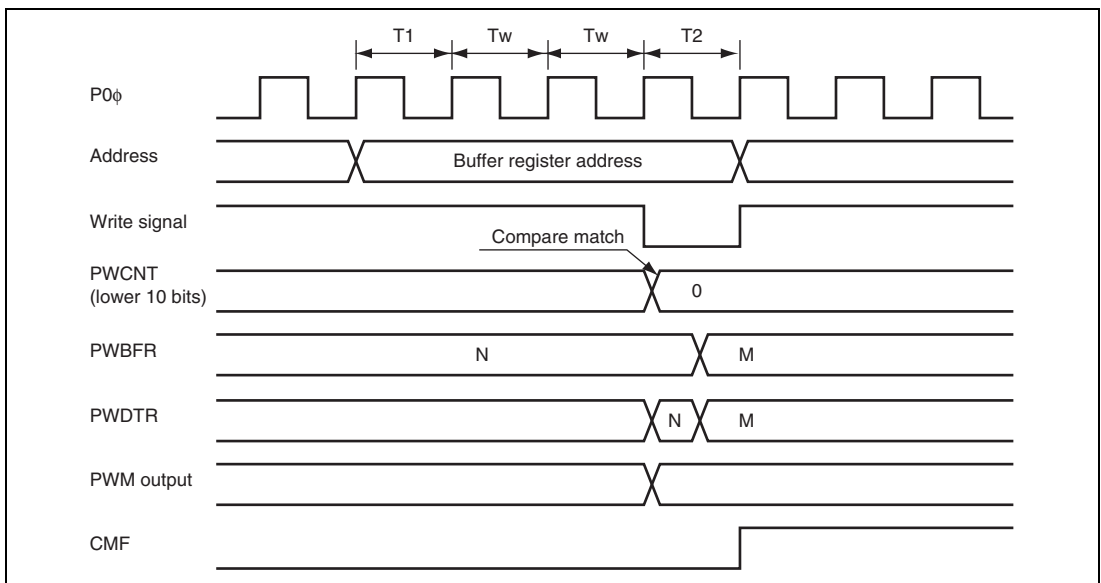 T1 Tw Tw T2
P0ϕ
Address
Buffer register address
Write signal
Compare match
PWCNT
(lower 10 bits)
0
PWBFR
N M
PWDTR
N M
PWM output
CMF